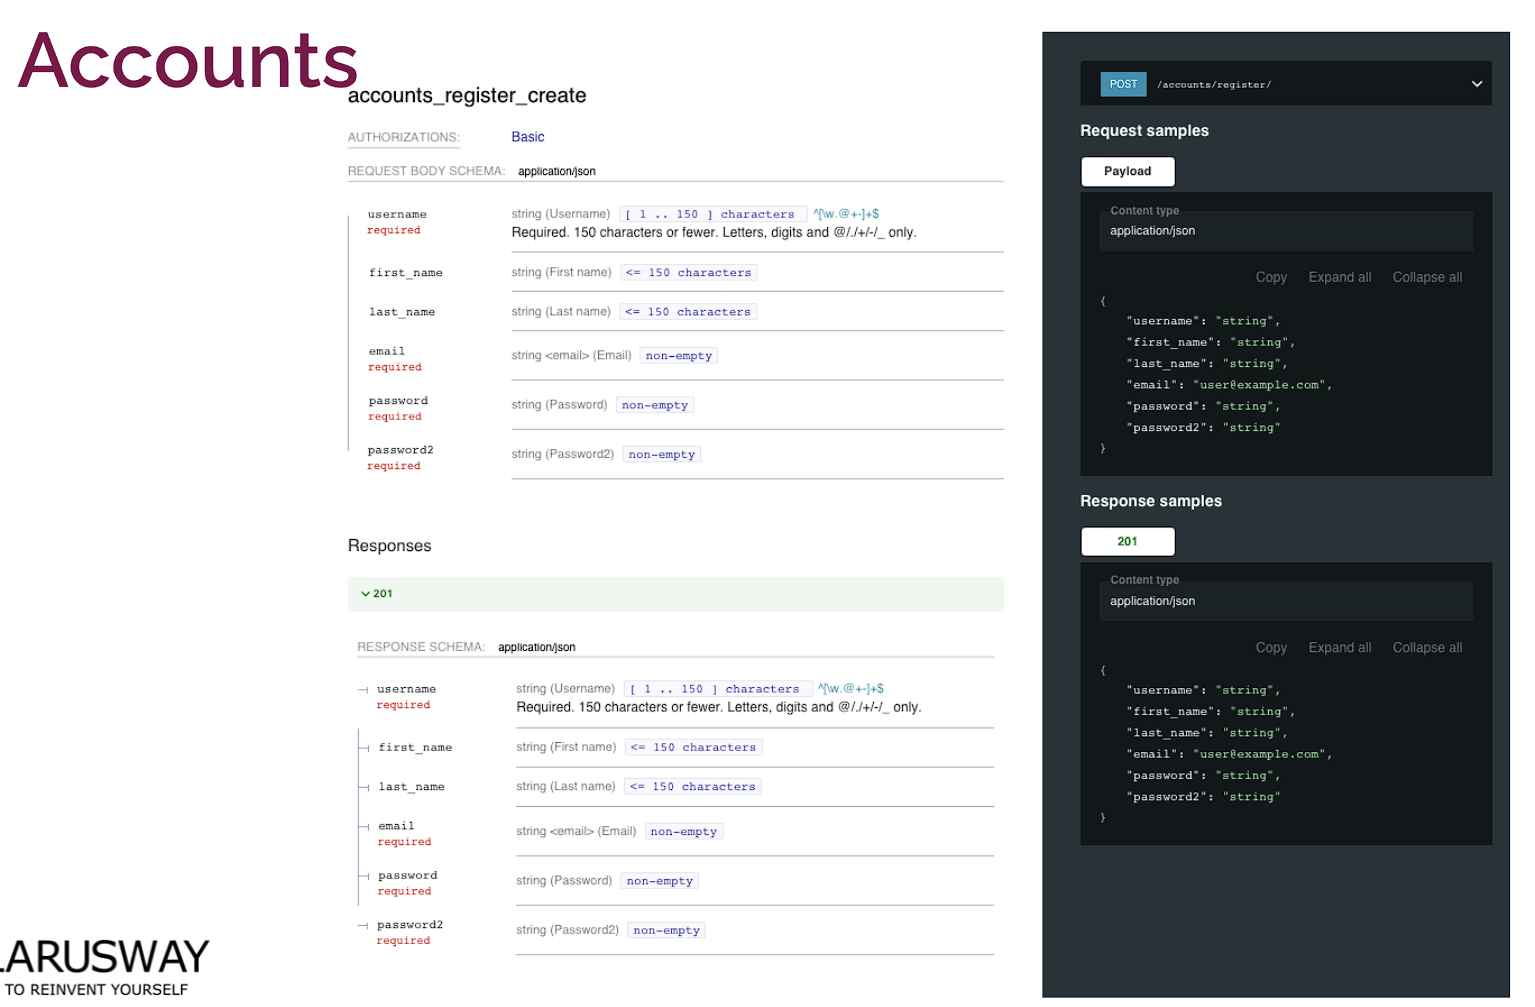 Accounts
accounts_register_create
AUTHORIZATIONS: Basic
REQUEST BODY SCHEMA: application/json
username string (Username) [ 1 .. 150 ] characters ^[\w.@+-]+$
required Required. 150 characters or fewer. Letters, digits and @/./+/-/_ only.
first_name string (First name) <= 150 characters
last_name string (Last name) <= 150 characters
email string <email> (Email) non-empty
required
password string (Password) non-empty
required
password2 string (Password2) non-empty
required
Responses
201
RESPONSE SCHEMA: application/json
username string (Username) [ 1 .. 150 ] characters ^[\w.@+-]+$
required Required. 150 characters or fewer. Letters, digits and @/./+/-/_ only.
first_name string (First name) <= 150 characters
last_name string (Last name) <= 150 characters
email string <email> (Email) non-empty
required
password string (Password) non-empty
required
password2 string (Password2) non-empty
required
POST /accounts/register/
Request samples
Payload
Content type
application/json
Copy Expand all Collapse all
{
"username": "string",
"first_name": "string",
"last_name": "string",
"email": "user@example.com",
"password": "string",
"password2": "string"
}
Response samples
201
Content type
application/json
Copy Expand all Collapse all
{
"username": "string",
"first_name": "string",
"last_name": "string",
"email": "user@example.com",
"password": "string",
"password2": "string"
}
LARUSWAY
TO REINVENT YOURSELF